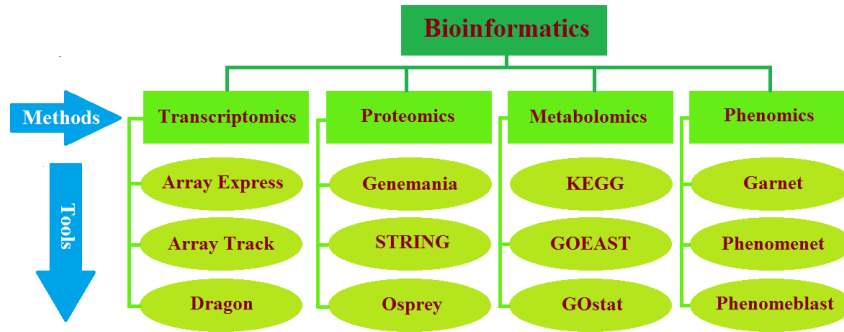 Bioinformatics
Methods
Transcriptomics
Proteomics
Metabolomics
Phenomics
Tools
Array Express
Genemania
KEGG
Garnet
Array Track
STRING
GOEAST
Phenomenet
Dragon
Osprey
GOstat
Phenomeblast